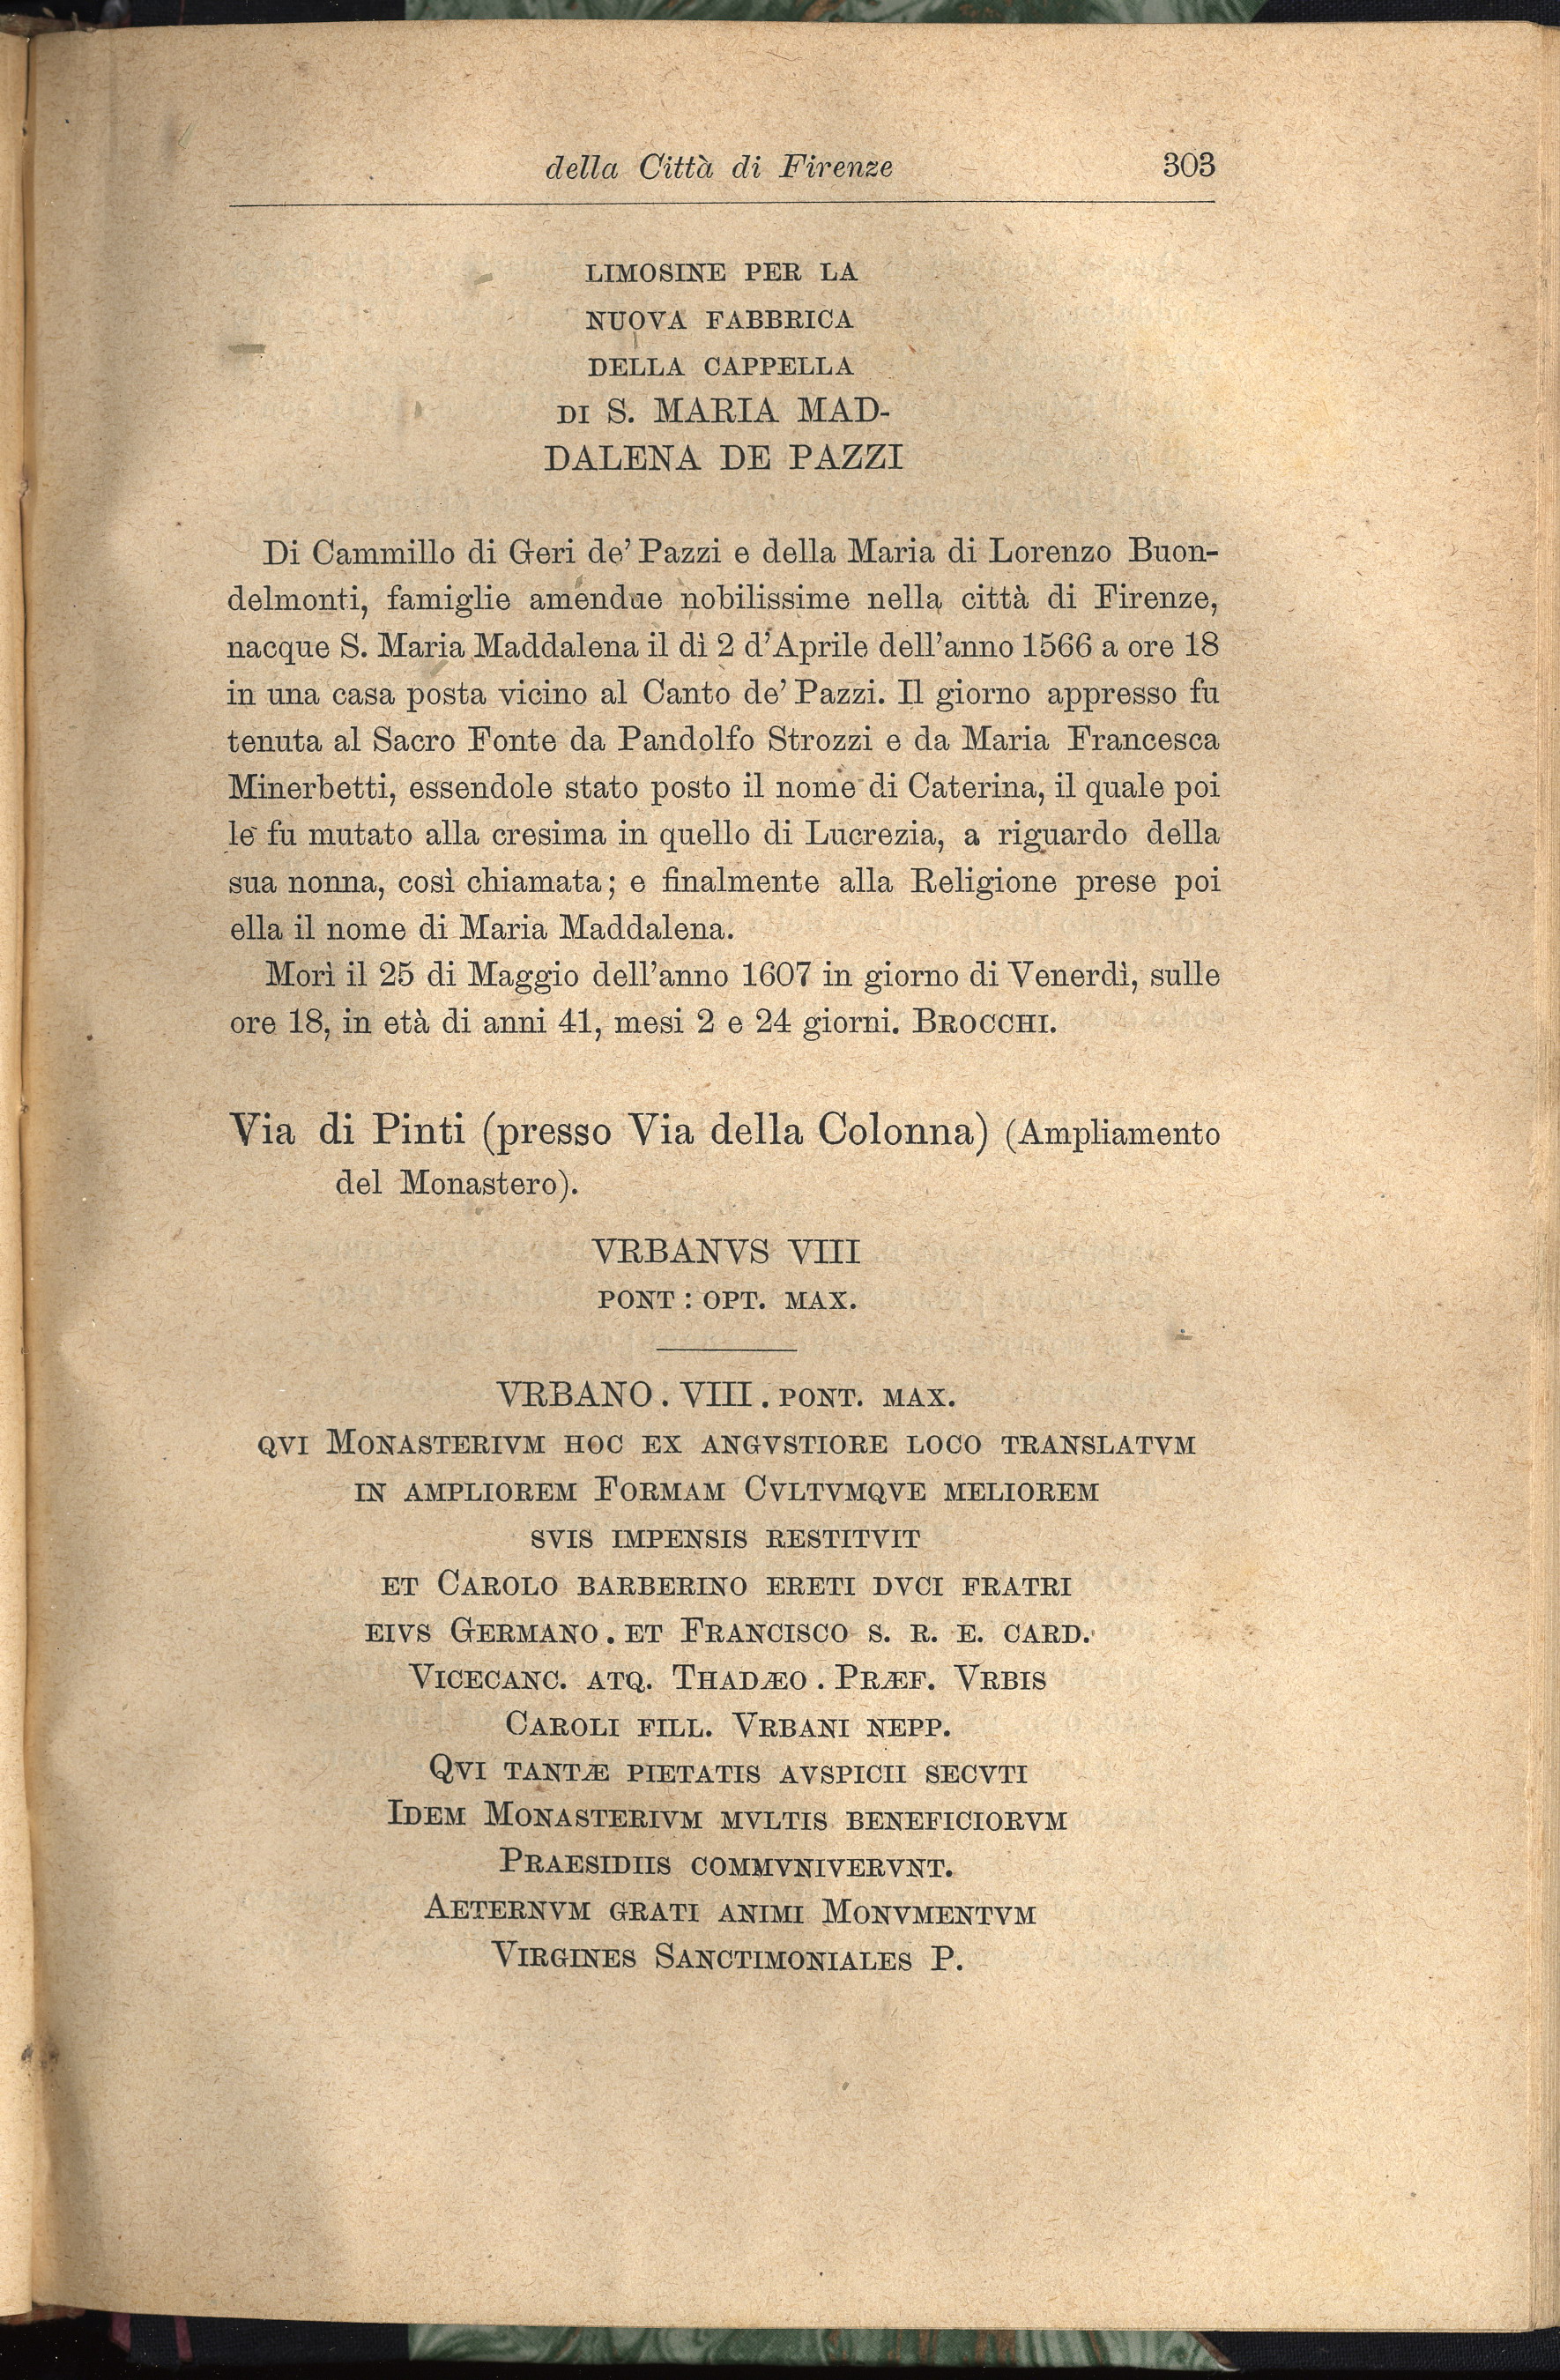 della Città di Firenze 303
LIMOSINE PER LA
NUOVA FABBRICA
DELLA CAPPELLA
DI S. MARIA MAD-
DALENA DE PAZZI
Di Cammillo di Geri de' Pazzi e della Maria di Lorenzo Buon-
delmonti, famiglie amendue nobilissime nella città di Firenze,
nacque S. Maria Maddalena il dì 2 d'Aprile dell'anno 1566 a ore 18
in una casa posta vicino al Canto de' Pazzi. Il giorno appresso fu
tenuta al Sacro Fonte da Pandolfo Strozzi e da Maria Francesca
Minerbetti, essendole stato posto il nome di Caterina, il quale poi
le fu mutato alla cresima in quello di Lucrezia, a riguardo della
sua nonna, così chiamata; e finalmente alla Religione prese poi
ella il nome di Maria Maddalena.
Morì il 25 di Maggio dell'anno 1607 in giorno di Venerdì, sulle
ore 18, in età di anni 41, mesi 2 e 24 giorni. BROCCHI.
Via di Pinti (presso Via della Colonna) (Ampliamento
del Monastero).
VRBANVS VIII
PONT : OPT. MAX.
VRBANO . VIII . PONT. MAX.
QVI MONASTERIVM HOC EX ANGVSTIORE LOCO TRANSLATVM
IN AMPLIOREM FORMAM CVLTVMQVE MELIOREM
SVIS IMPENSIS RESTITVIT
ET CAROLO BARBERINO ERETI DVCI FRATRI
EIVS GERMANO . ET FRANCISCO S. R. E. CARD.
VICECANC. ATQ. THADÆO . PRÆF. VRBIS
CAROLI FILL. VRBANI NEPP.
QVI TANTÆ PIETATIS AVSPICII SECVTI
IDEM MONASTERIVM MVLTIS BENEFICIORVM
PRAESIDIIS COMMVNIVERVNT.
AETERNVM GRATI ANIMI MONVMENTVM
VIRGINES SANCTIMONIALES P.